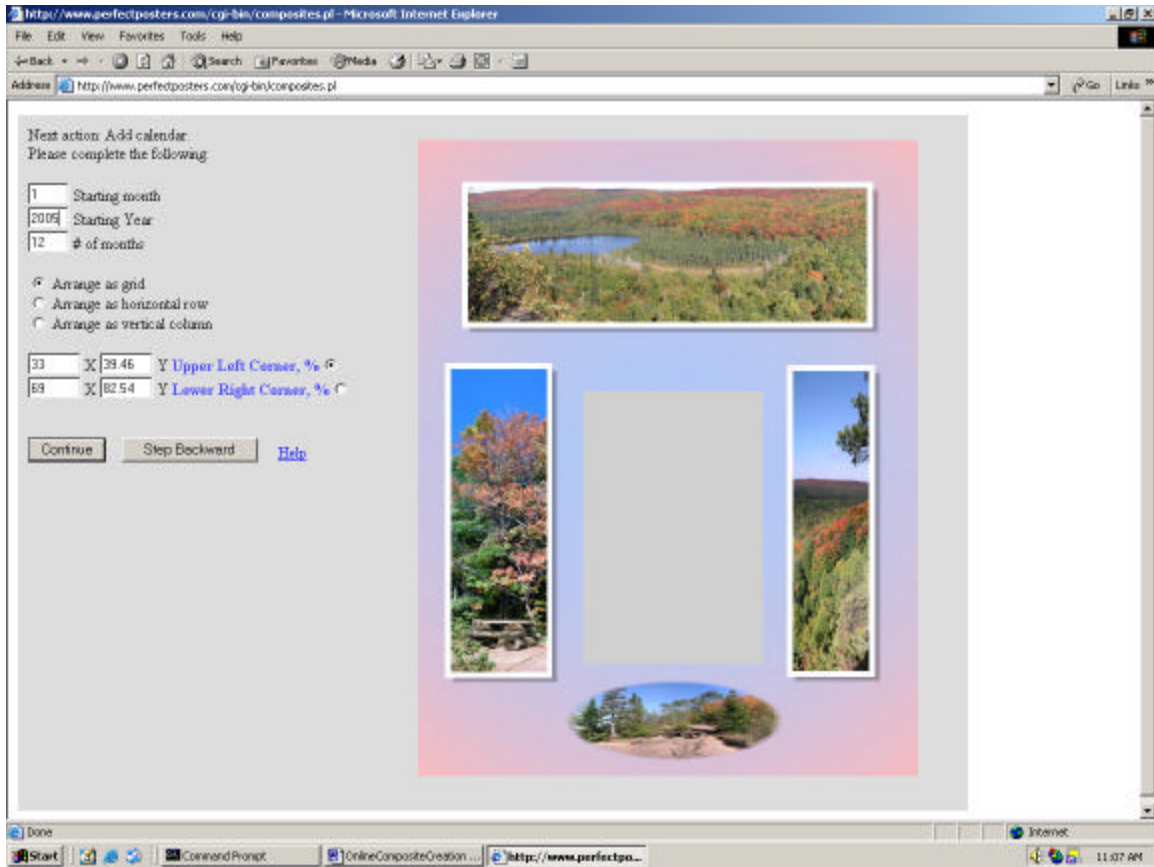 http://www.perfectposters.com/cgi-bin/composites.pl - Microsoft Internet Explorer
File Edit View Favorites Tools Help
Back Search Favorites Media
Address http://www.perfectposters.com/cgi-bin/composites.pl Go Links »
Next action: Add calendar.
Please complete the following:
1 Starting month
2005 Starting Year
12 # of months
Arrange as grid
Arrange as horizontal row
Arrange as vertical column
33 X 39.46 Y Upper Left Corner, %
69 X 82.54 Y Lower Right Corner, %
Continue Step Backward Help
Done Internet
Start Command Prompt OnlineCompositeCreation ... http://www.perfectpo... 11:07 AM